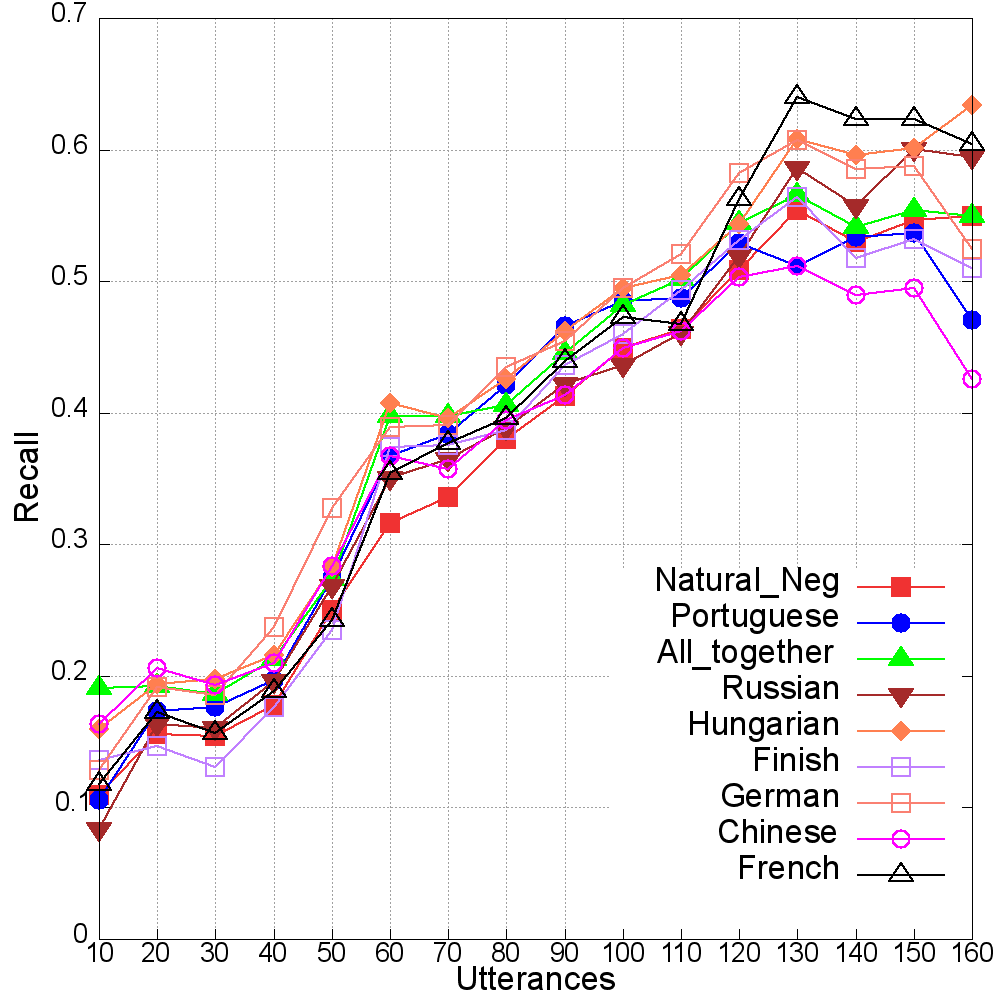 0.7
0.6
0.5
0.4
0.3
0.2
0.1
0
Recall
Natural_Neg
Portuguese
All_together
Russian
Hungarian
Finish
German
Chinese
French
10 20 30 40 50 60 70 80 90 100 110 120 130 140 150 160
Utterances